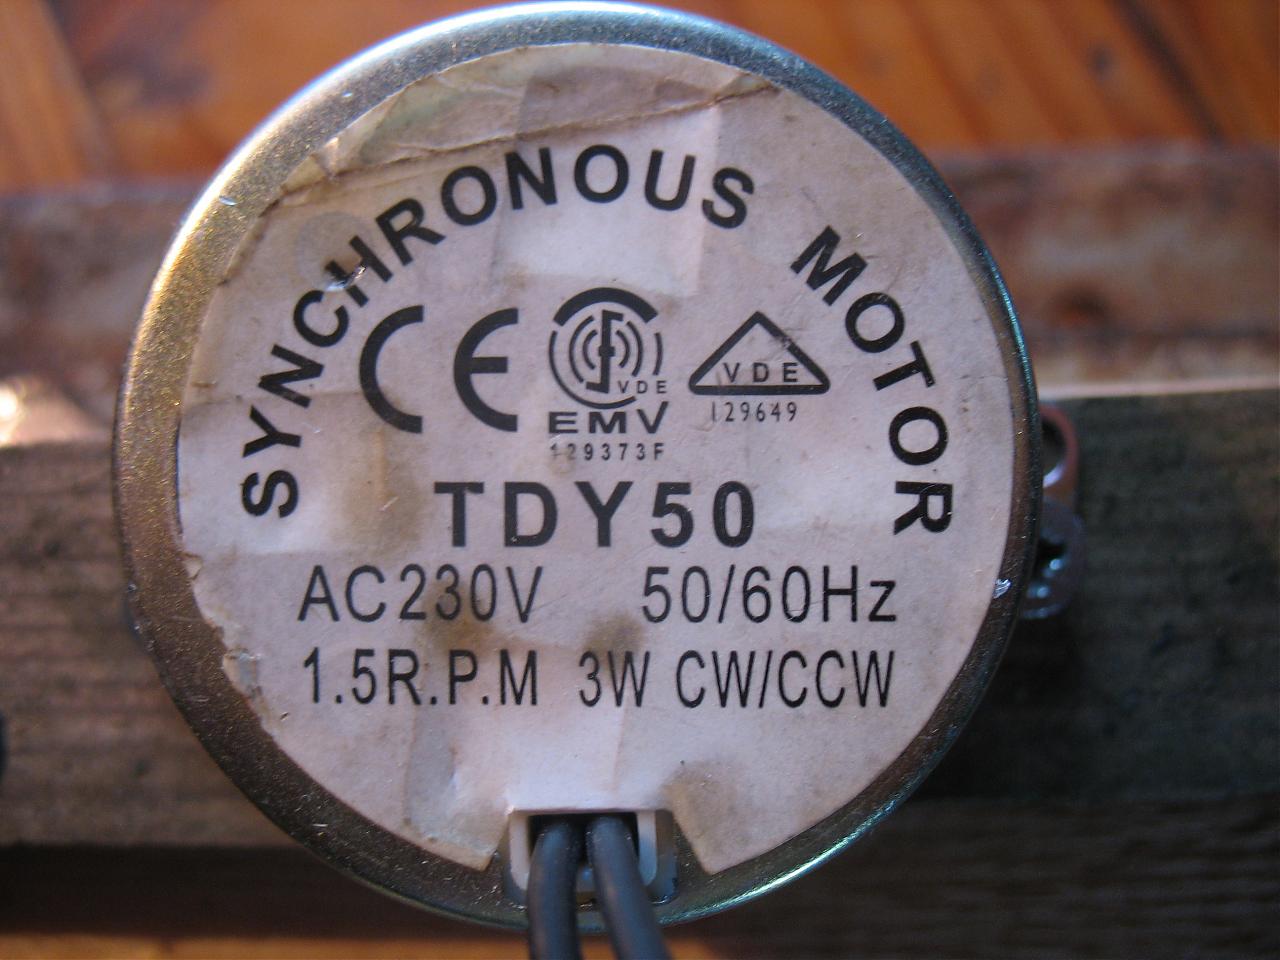 SYNCHRONOUS MOTOR
CE
VDE
EMV
129373F
VDE
129649
TDY50
AC230V 50/60Hz
1.5R.P.M 3W CW/CCW